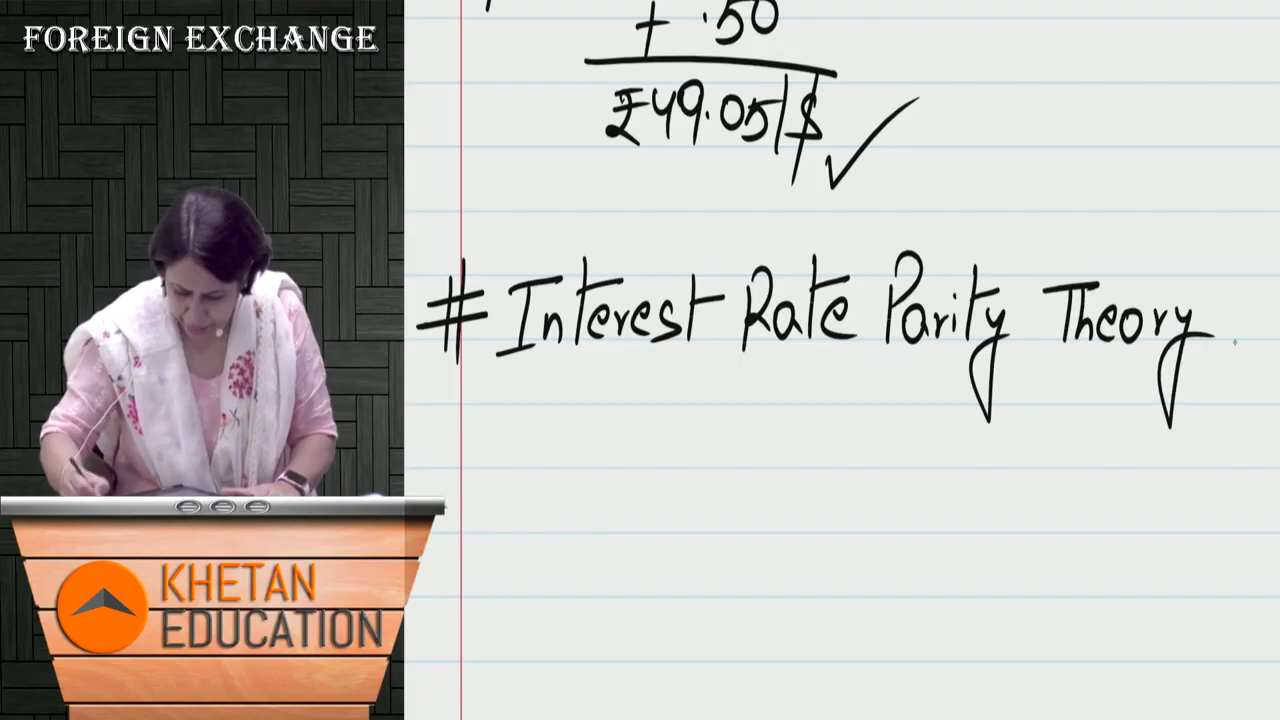 FOREIGN EXCHANGE
+ .50
₹49.05/$ ✓
# Interest Rate Parity Theory
KHETAN
EDUCATION